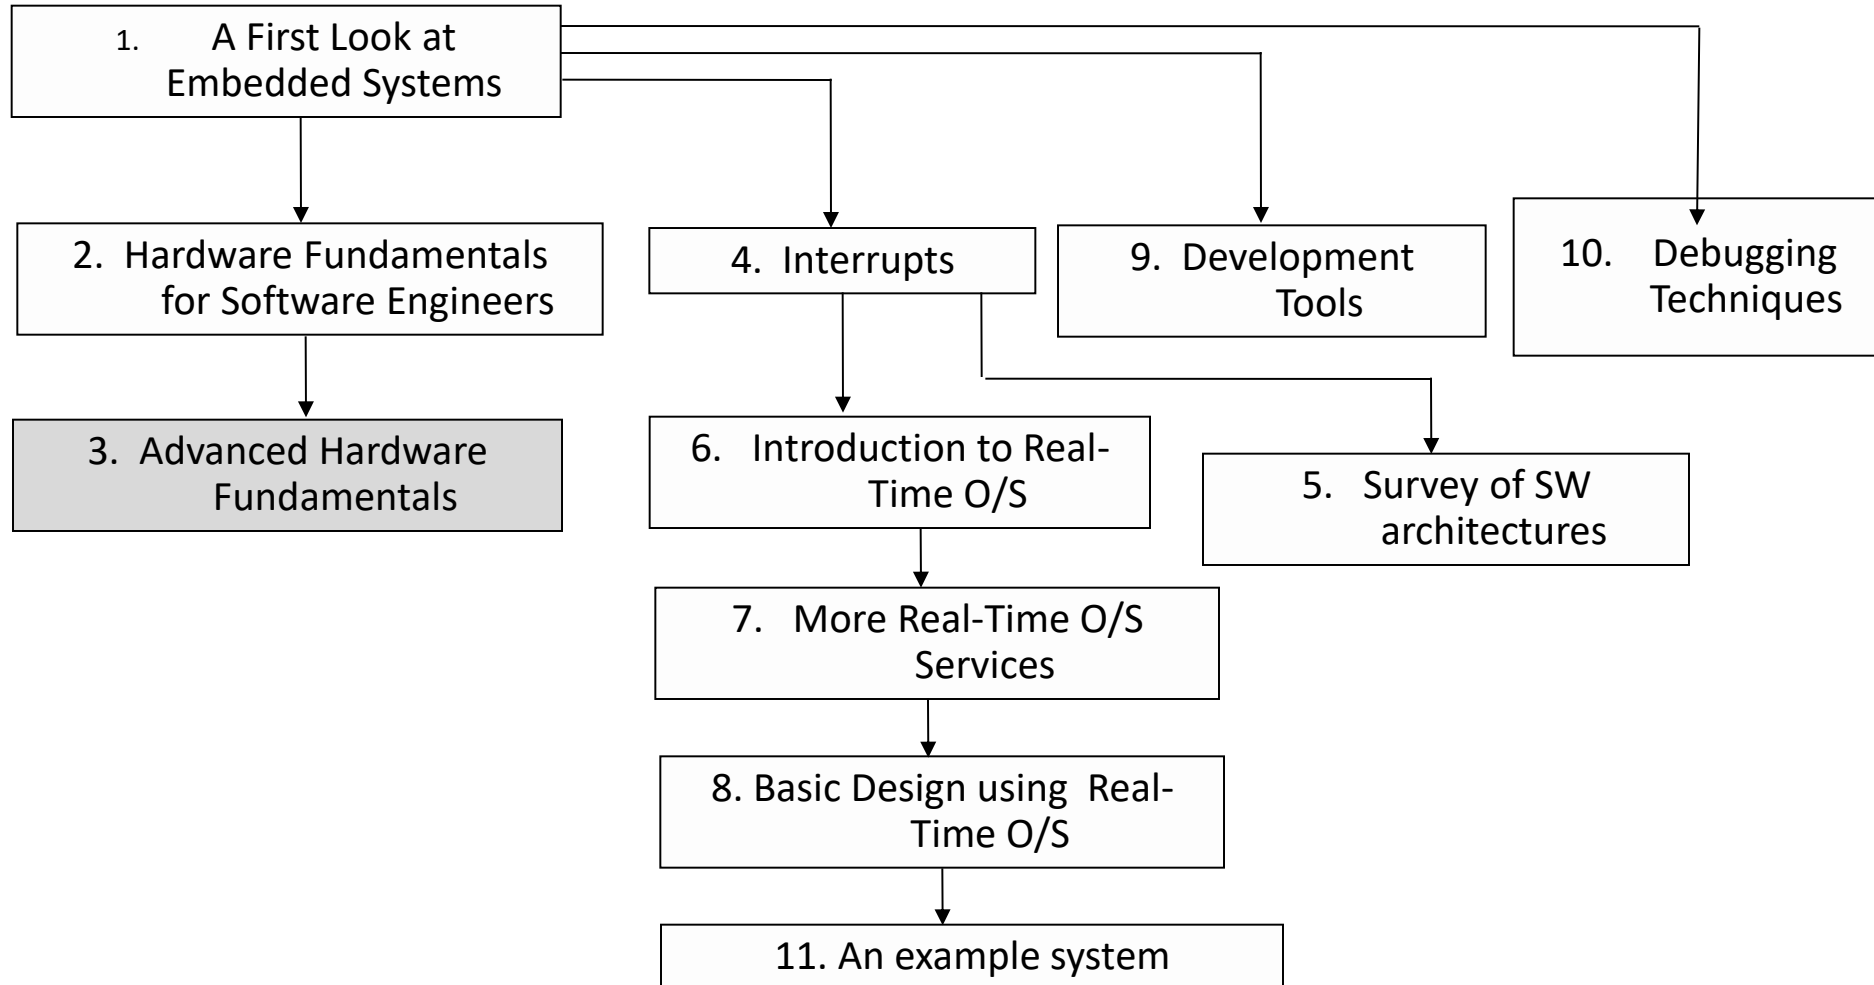 1. A First Look at
Embedded Systems
2. Hardware Fundamentals
for Software Engineers
4. Interrupts
9. Development
Tools
10. Debugging
Techniques
3. Advanced Hardware
Fundamentals
6. Introduction to Real-
Time O/S
5. Survey of SW
architectures
7. More Real-Time O/S
Services
8. Basic Design using Real-
Time O/S
11. An example system